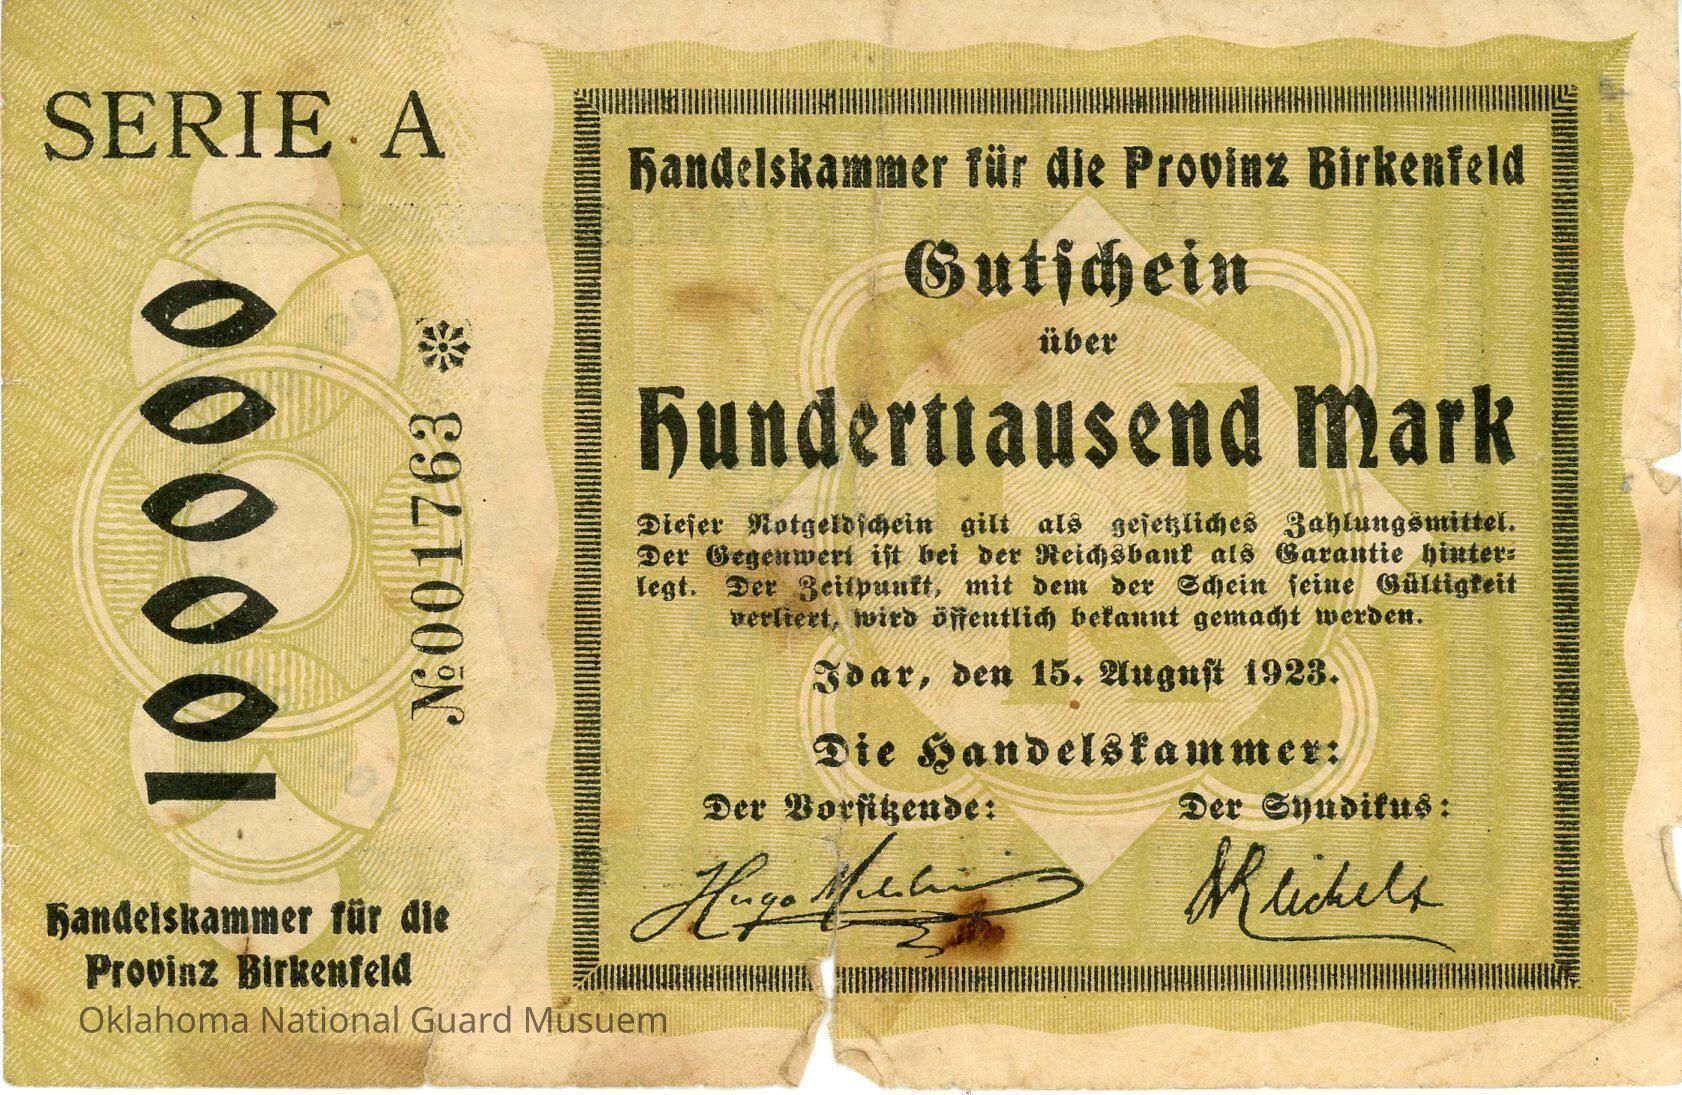 SERIE A
100000
№001763
Handelskammer für die
Provinz Birkenfeld
Handelskammer für die Provinz Birkenfeld
Gutschein
über
Hunderttausend Mark
Dieser Notgeldschein gilt als gesetzliches Zahlungsmittel.
Der Gegenwert ist bei der Reichsbank als Garantie hinter-
legt. Der Zeitpunkt, mit dem der Schein seine Gültigkeit
verliert, wird öffentlich bekannt gemacht werden.
Idar, den 15. August 1923.
Die Handelskammer:
Der Vorsitzende: Der Syndikus:
Hugo
Oklahoma National Guard Musuem